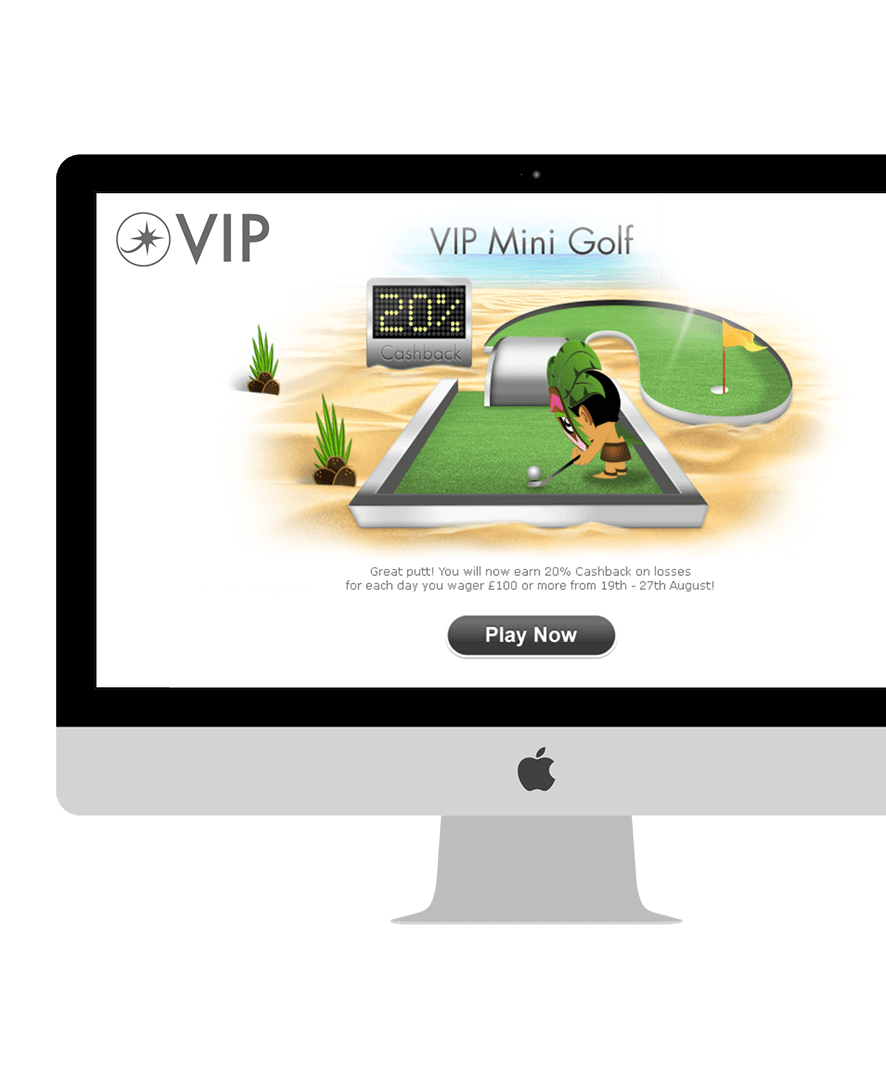 VIP
VIP Mini Golf
20%
Cashback
Great putt! You will now earn 20% Cashback on losses
for each day you wager £100 or more from 19th - 27th August!
Play Now